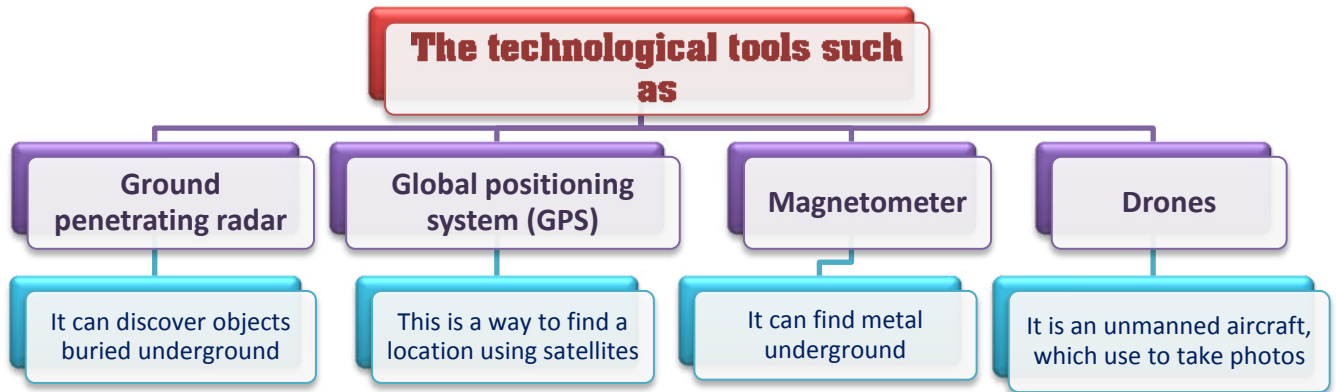 The technological tools such
as
Ground
penetrating radar
Global positioning
system (GPS)
Magnetometer
Drones
It can discover objects
buried underground
This is a way to find a
location using satellites
It can find metal
underground
It is an unmanned aircraft,
which use to take photos